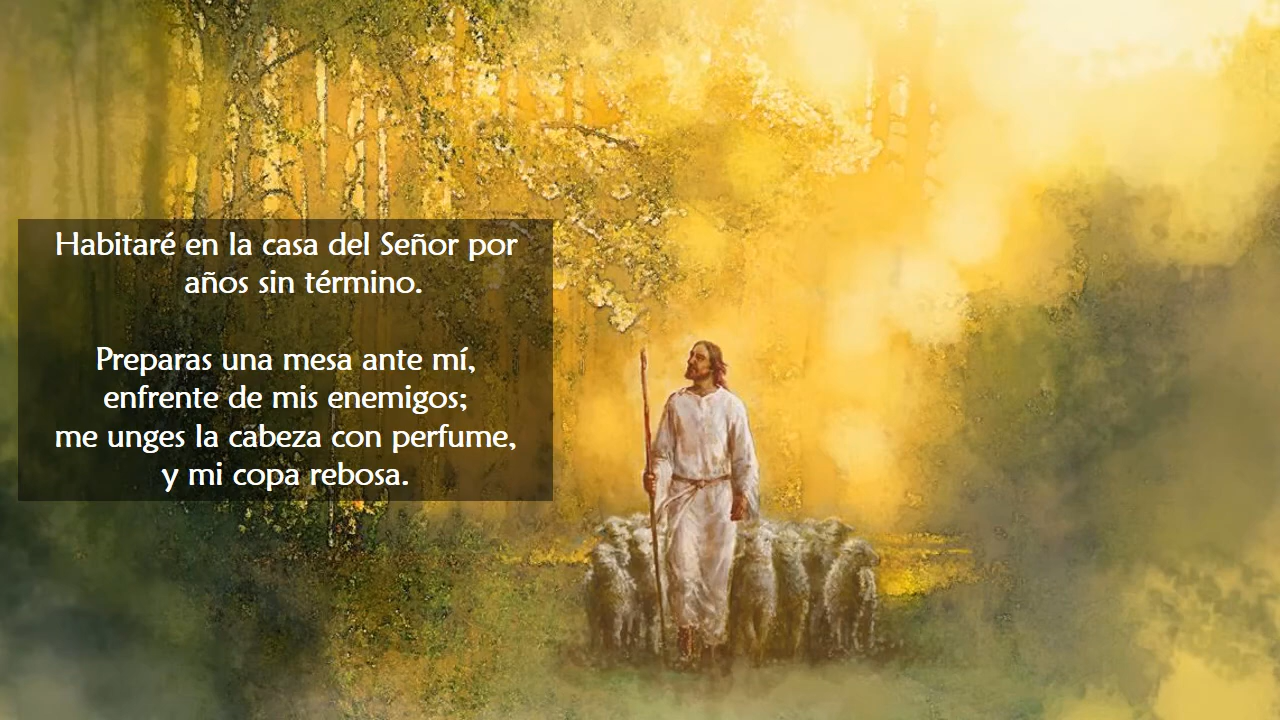 Habitaré en la casa del Señor por
años sin término.
Preparas una mesa ante mí,
enfrente de mis enemigos;
me unges la cabeza con perfume,
y mi copa rebosa.